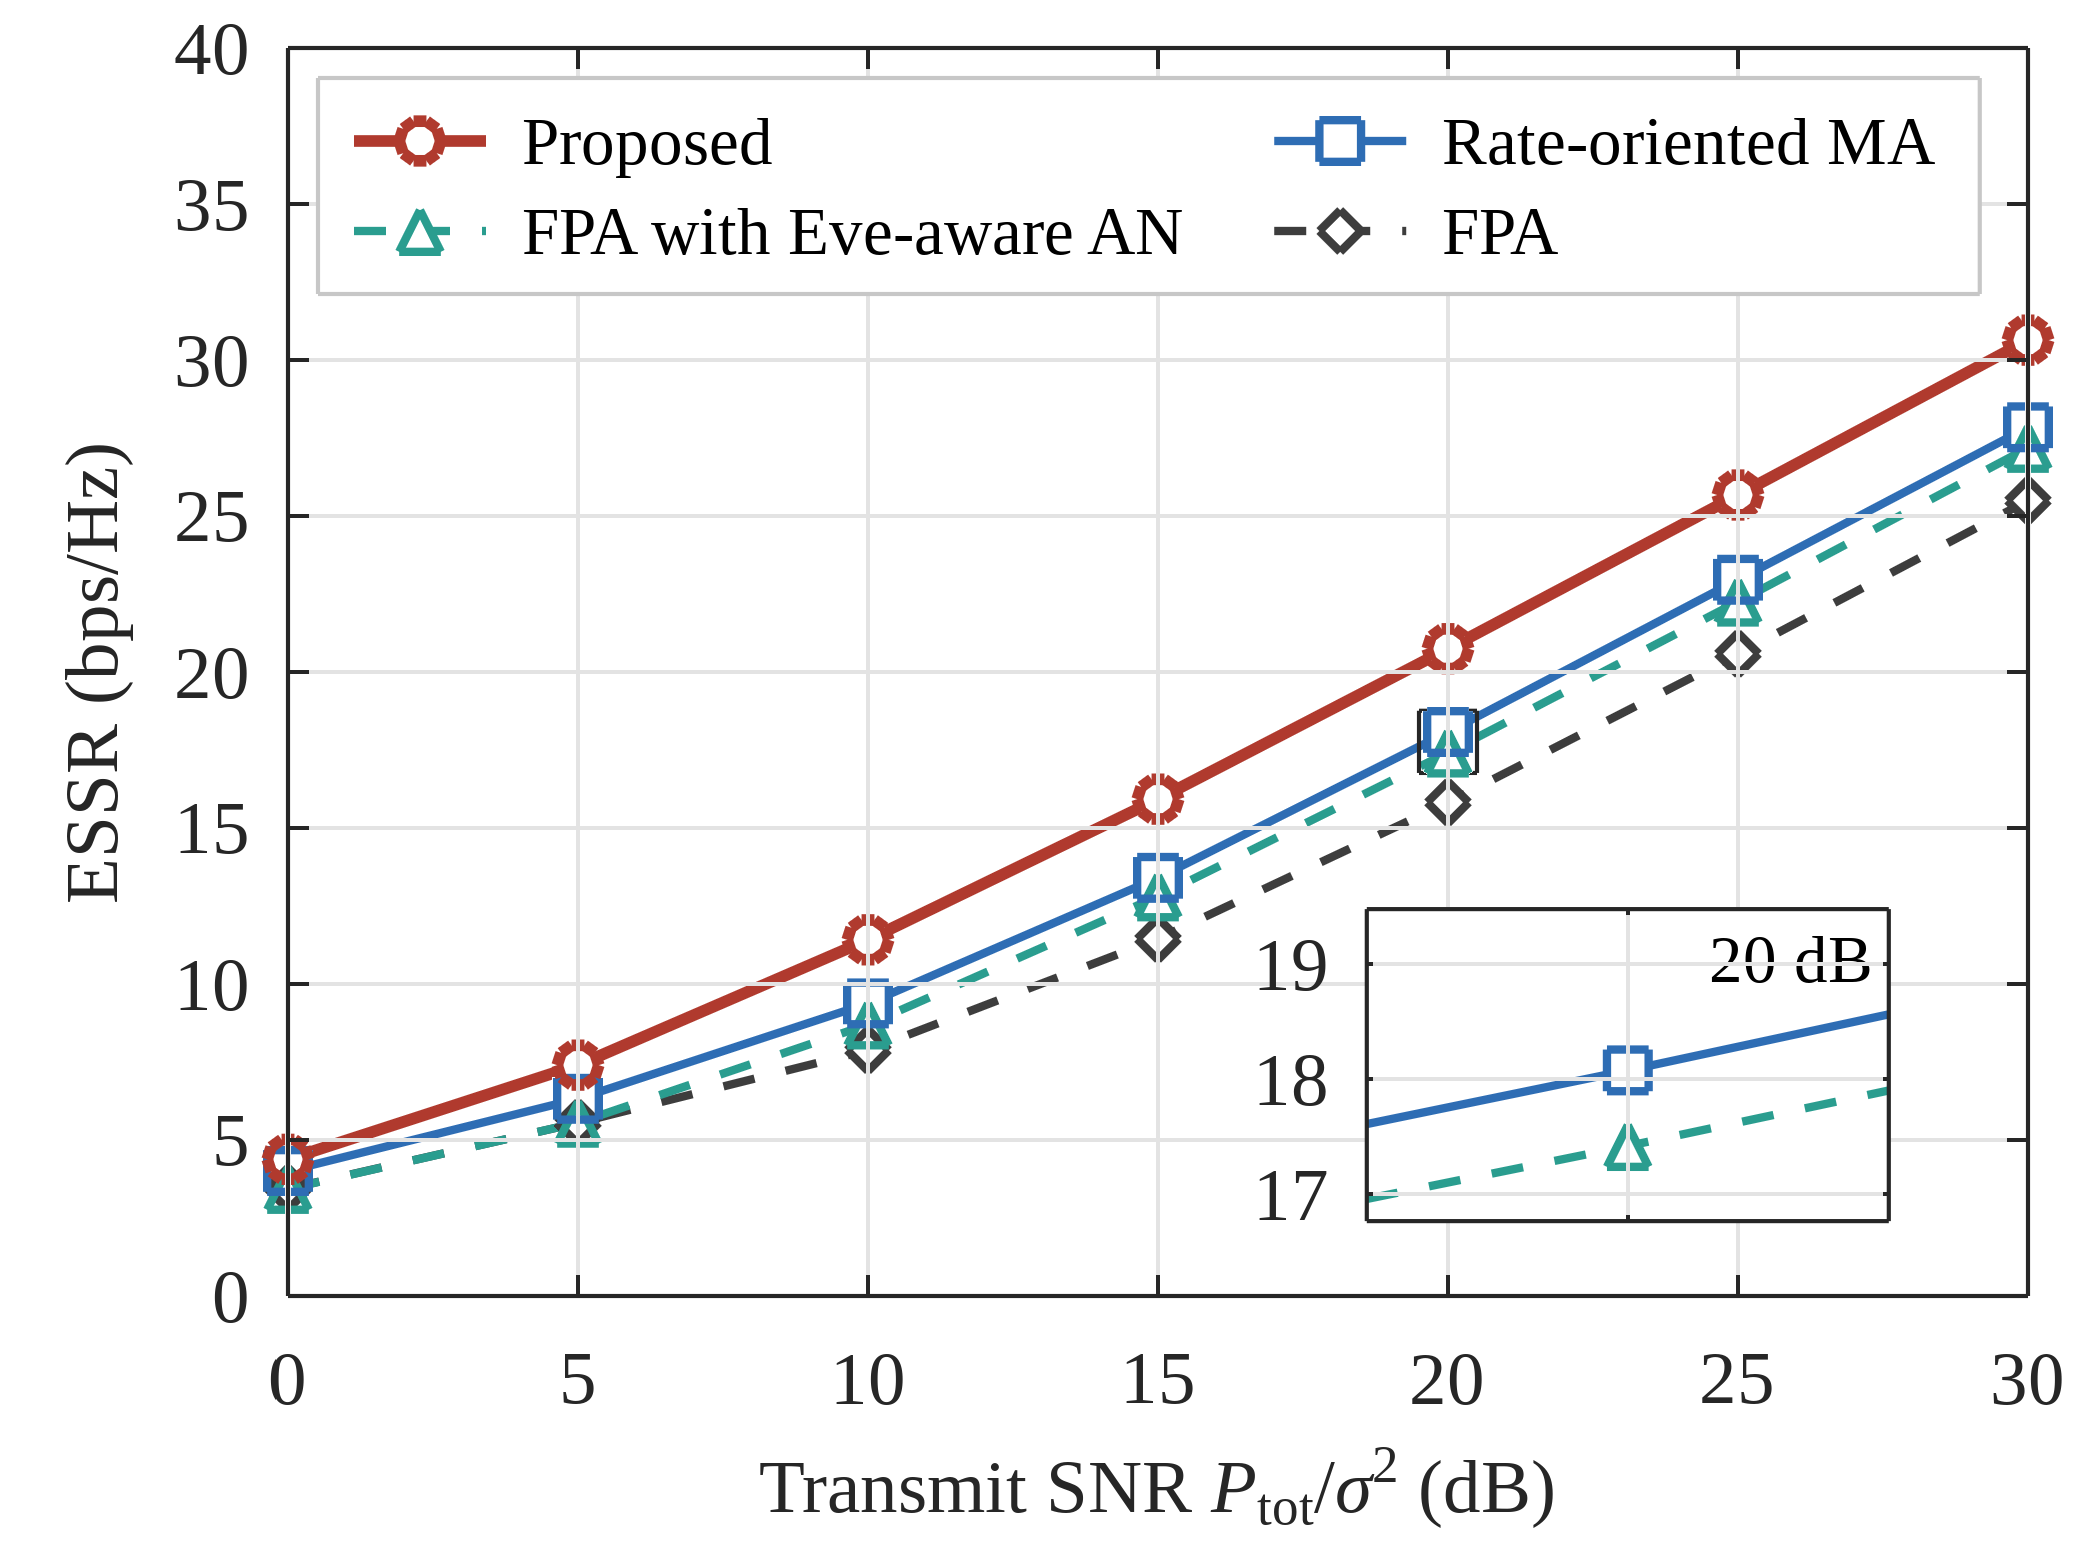 40
35
30
25
20
15
10
5
0
ESSR (bps/Hz)
Proposed
Rate-oriented MA
FPA with Eve-aware AN
FPA
19
18
17
20 dB
0 5 10 15 20 25 30
Transmit SNR P_tot/σ² (dB)